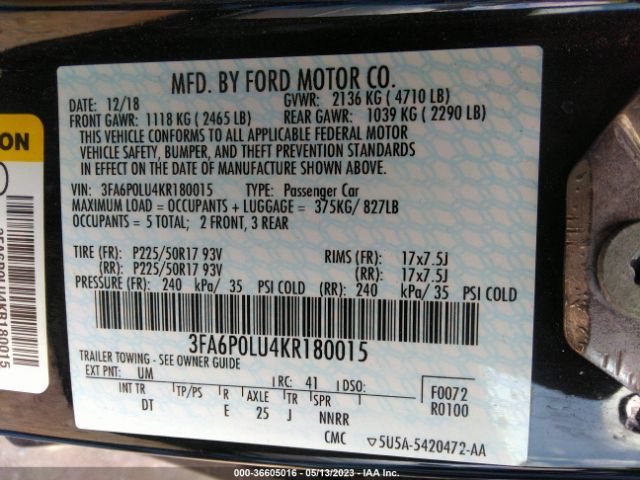 MFD. BY FORD MOTOR CO.
DATE: 12/18 GVWR: 2136 KG ( 4710 LB)
FRONT GAWR: 1118 KG ( 2465 LB) REAR GAWR: 1039 KG ( 2290 LB)
THIS VEHICLE CONFORMS TO ALL APPLICABLE FEDERAL MOTOR
VEHICLE SAFETY, BUMPER, AND THEFT PREVENTION STANDARDS
IN EFFECT ON THE DATE OF MANUFACTURE SHOWN ABOVE.
VIN: 3FA6P0LU4KR180015 TYPE: Passenger Car
MAXIMUM LOAD = OCCUPANTS + LUGGAGE = 375KG/ 827LB
OCCUPANTS = 5 TOTAL; 2 FRONT, 3 REAR
TIRE (FR): P225/50R17 93V RIMS (FR): 17x7.5J
(RR): P225/50R17 93V (RR): 17x7.5J
PRESSURE (FR): 240 kPa/ 35 PSI COLD (RR): 240 kPa/ 35 PSI COLD
3FA6P0LU4KR180015
TRAILER TOWING - SEE OWNER GUIDE
EXT PNT: UM RC: 41 DSO: F0072
INT TR TP/PS R AXLE TR SPR R0100
DT E 25 J NNRR
CMC ▽5U5A-5420472-AA
ON
3FA6P0LU4KR180015
000-36605016 - 05/13/2023 - IAA Inc.